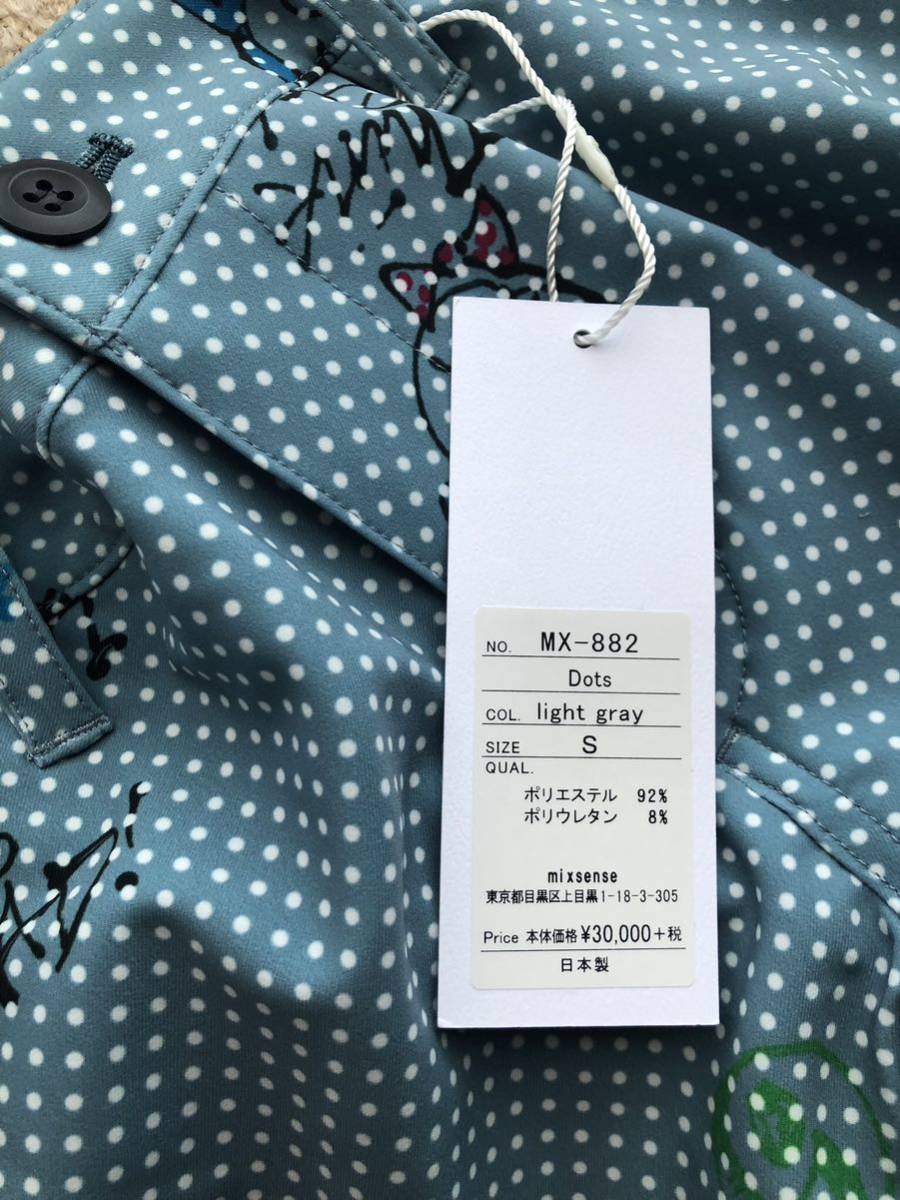 NO. MX-882
Dots
COL. light gray
SIZE S
QUAL.
ポリエステル 92%
ポリウレタン 8%
mixsense
東京都目黒区上目黒1-18-3-305
Price 本体価格 ¥30,000+税
日本製